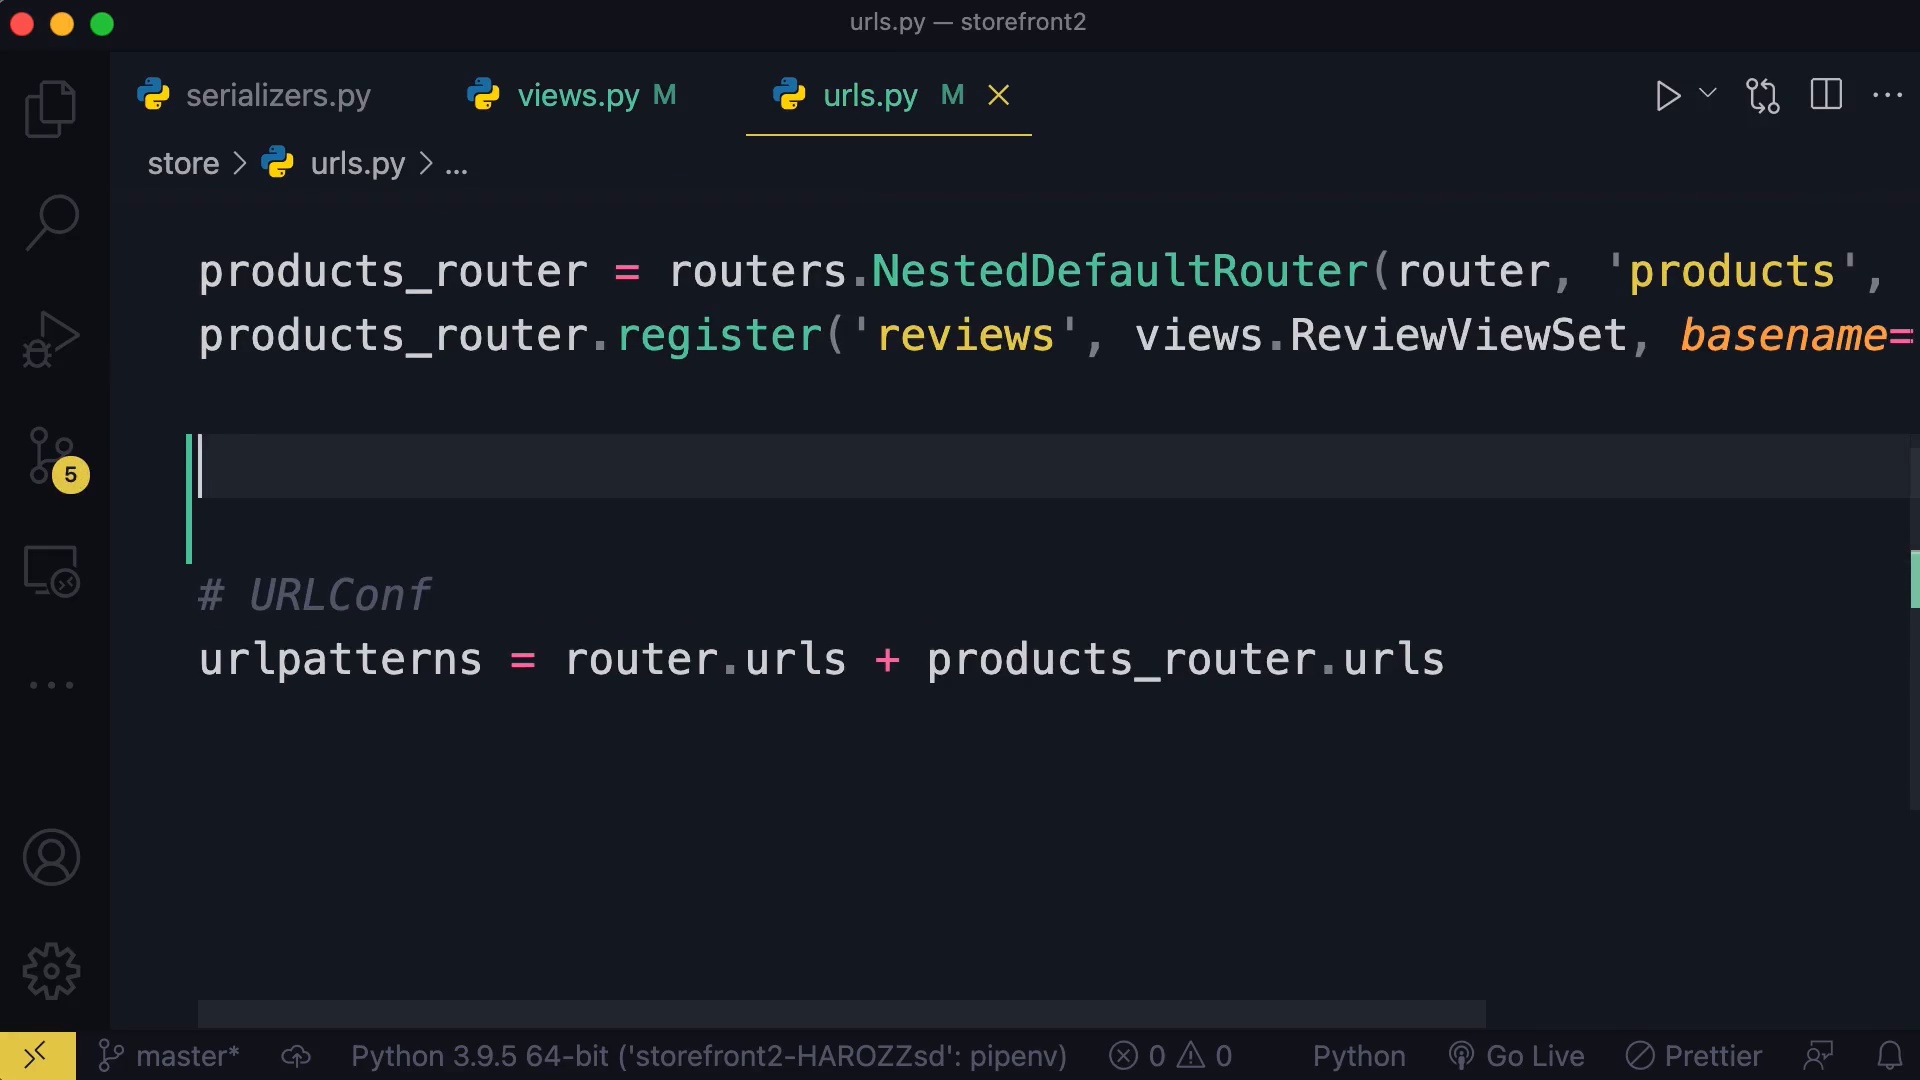 urls.py — storefront2
serializers.py views.py M urls.py M
store > urls.py > ...
products_router = routers.NestedDefaultRouter(router, 'products',
products_router.register('reviews', views.ReviewViewSet, basename=
5
# URLConf
urlpatterns = router.urls + products_router.urls
master* Python 3.9.5 64-bit ('storefront2-HAROZZsd': pipenv) 0 0 Python Go Live Prettier